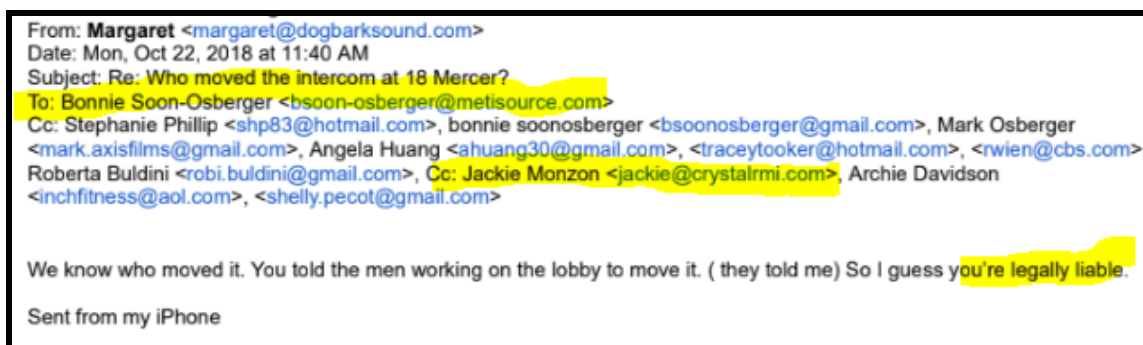 From: Margaret <margaret@dogbarksound.com>
Date: Mon, Oct 22, 2018 at 11:40 AM
Subject: Re: Who moved the intercom at 18 Mercer?
To: Bonnie Soon-Osberger <bsoon-osberger@metisource.com>
Cc: Stephanie Phillip <shp83@hotmail.com>, bonnie soonosberger <bsoonosberger@gmail.com>, Mark Osberger
<mark.axisfilms@gmail.com>, Angela Huang <ahuang30@gmail.com>, <traceytooker@hotmail.com>, <rwien@cbs.com>
Roberta Buldini <robi.buldini@gmail.com>, Cc: Jackie Monzon <jackie@crystalrmi.com>, Archie Davidson
<inchfitness@aol.com>, <shelly.pecot@gmail.com>
We know who moved it. You told the men working on the lobby to move it. ( they told me) So I guess you're legally liable.
Sent from my iPhone